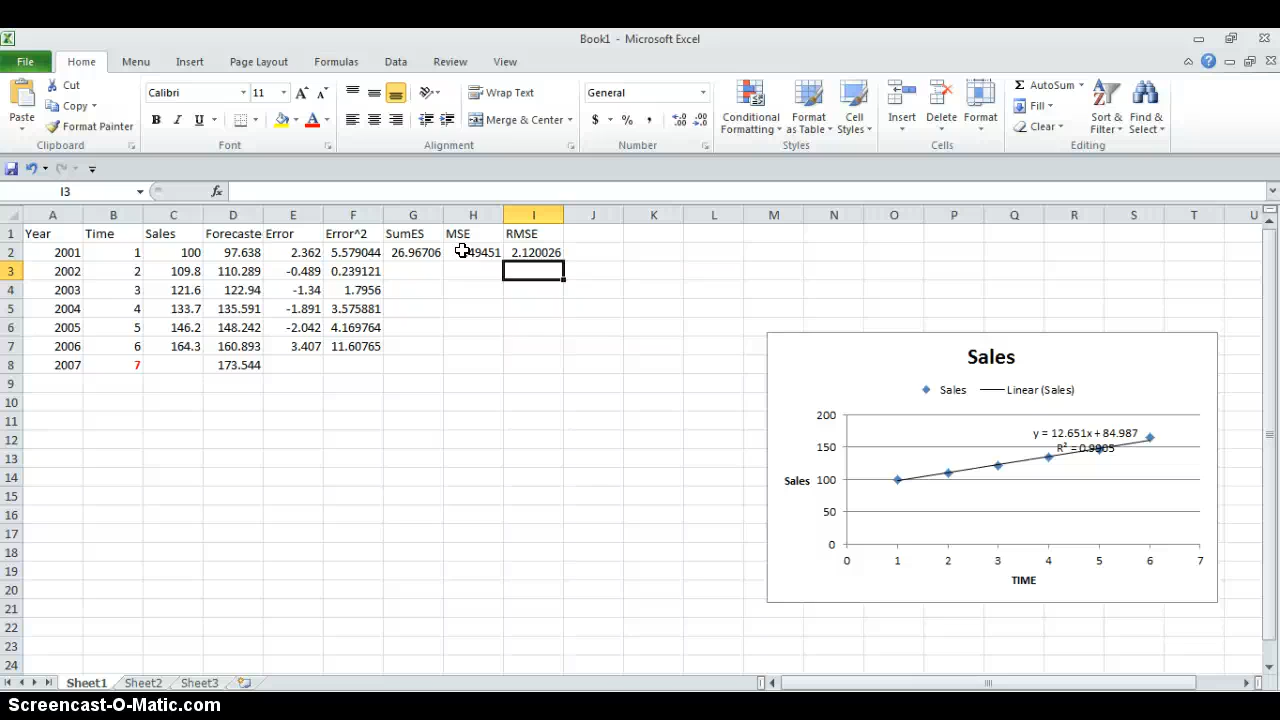 Book1 - Microsoft Excel
File Home Menu Insert Page Layout Formulas Data Review View
Paste Cut Copy Format Painter Clipboard
Calibri 11 A A B I U A Font
Wrap Text Merge & Center Alignment
General $ % , .0 .00 .00 .0 Number
Conditional Formatting Format as Table Cell Styles Styles
Insert Delete Format Cells
Σ AutoSum Fill Clear Sort & Filter Find & Select Editing
I3 fx
A B C D E F G H I J K L M N O P Q R S T U
1 Year Time Sales Forecaste Error Error^2 SumES MSE RMSE
2 2001 1 100 97.638 2.362 5.579044 26.96706 49451 2.120026
3 2002 2 109.8 110.289 -0.489 0.239121
4 2003 3 121.6 122.94 -1.34 1.7956
5 2004 4 133.7 135.591 -1.891 3.575881
6 2005 5 146.2 148.242 -2.042 4.169764
7 2006 6 164.3 160.893 3.407 11.60765
8 2007 7 173.544
9
10
11
12
13
14
15
16
17
18
19
20
21
22
23
24
Sales
Sales Linear (Sales)
200
y = 12.651x + 84.987
150
R² = 0.9905
Sales 100
50
0
0 1 2 3 4 5 6 7
TIME
Sheet1 Sheet2 Sheet3
Screencast-O-Matic.com